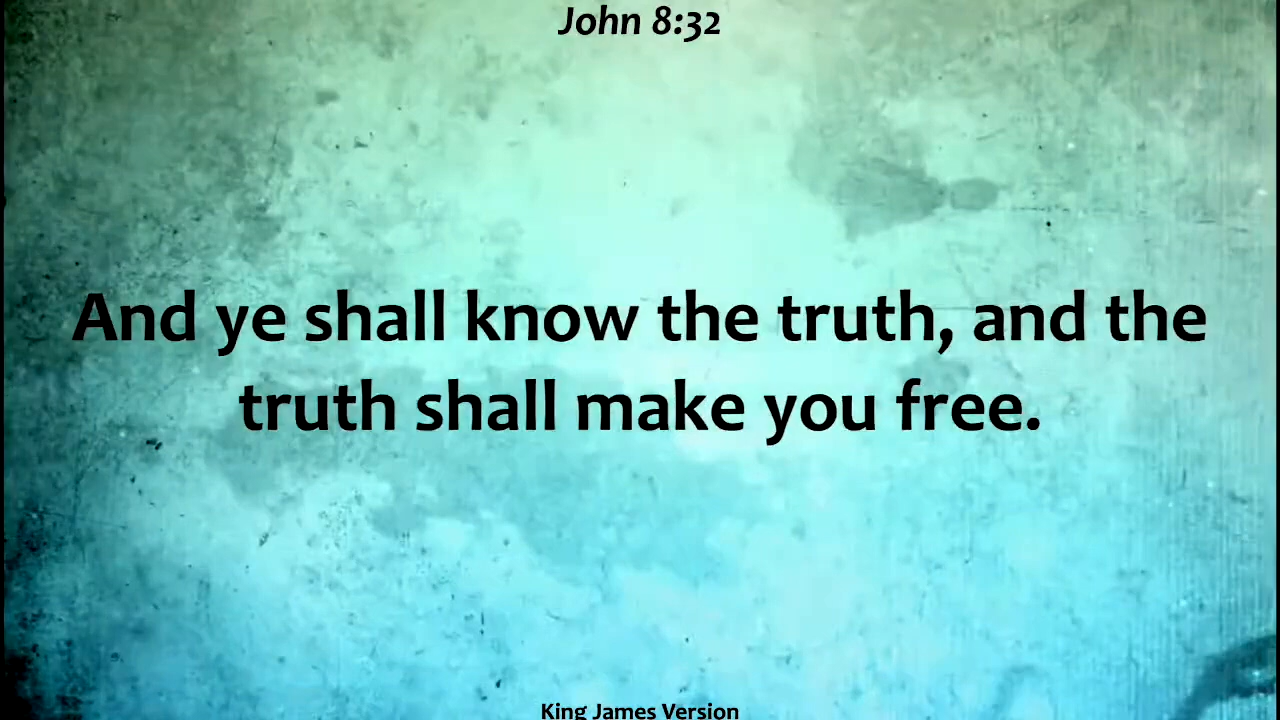 John 8:32
And ye shall know the truth, and the
truth shall make you free.
King James Version